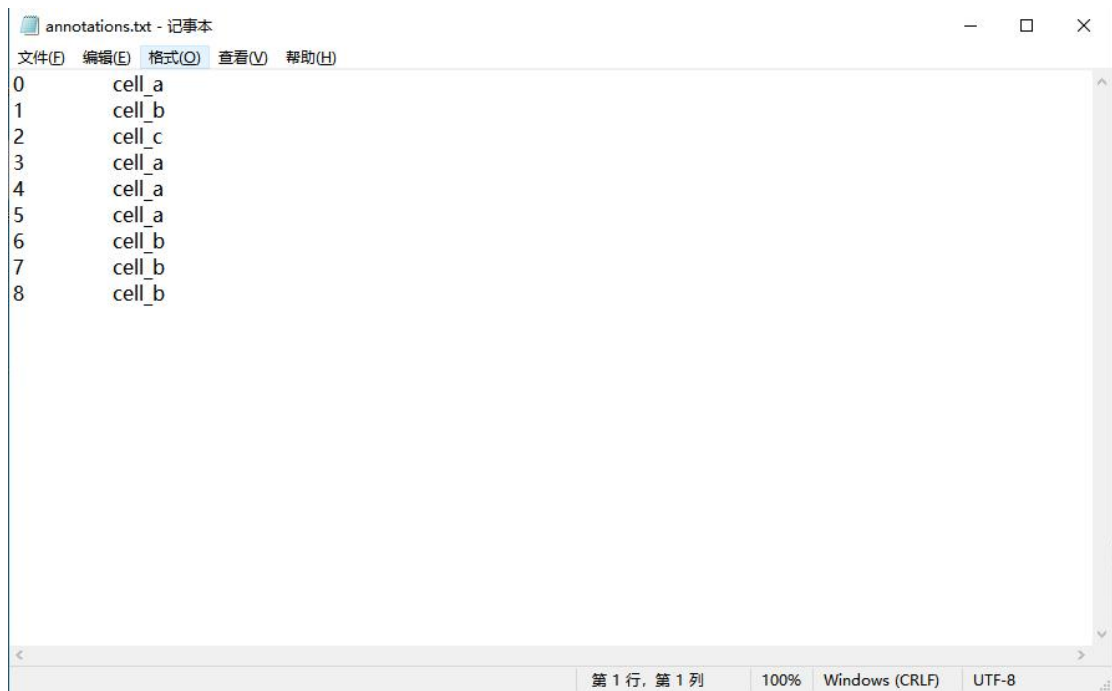 annotations.txt - 记事本
文件(F) 编辑(E) 格式(O) 查看(V) 帮助(H)
0 cell_a
1 cell_b
2 cell_c
3 cell_a
4 cell_a
5 cell_a
6 cell_b
7 cell_b
8 cell_b
第 1 行, 第 1 列 100% Windows (CRLF) UTF-8